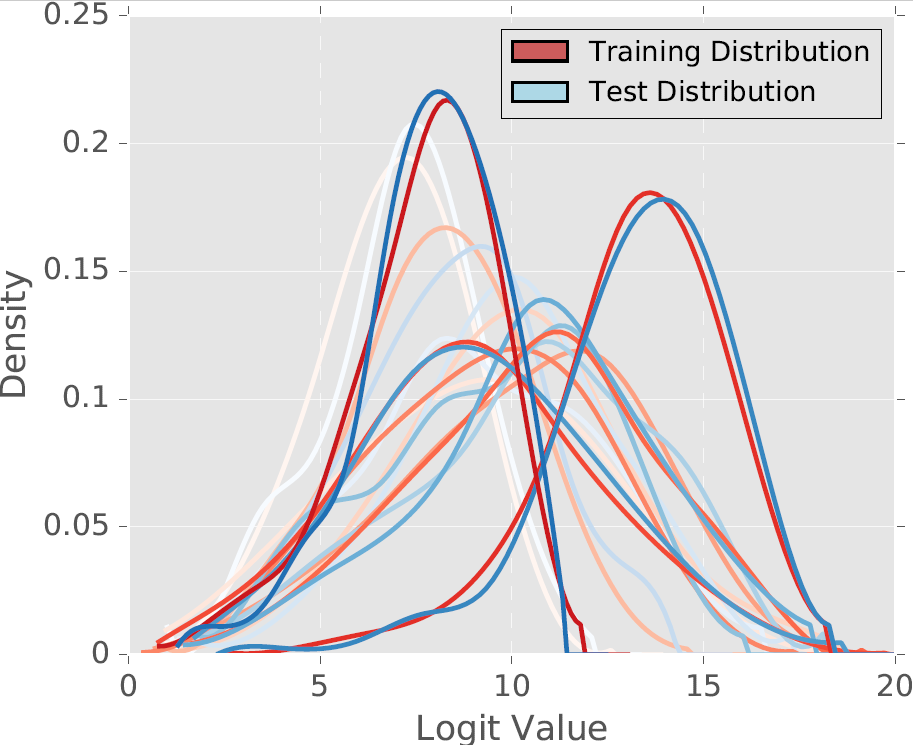 0.25
0.2
0.15
0.1
0.05
0
Density
Training Distribution
Test Distribution
0 5 10 15 20
Logit Value